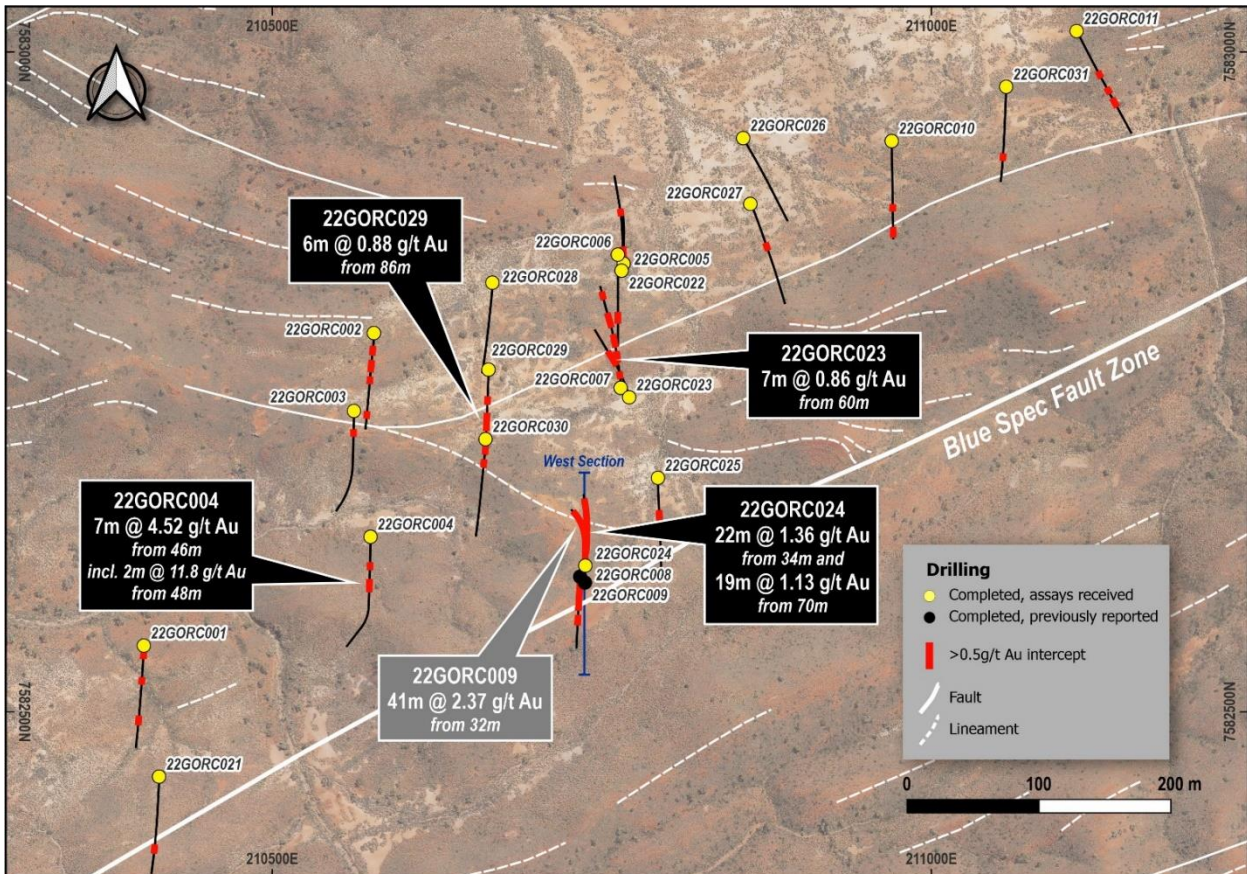 210500E
211000E
7583000N
7583000N
22GORC011
22GORC031
22GORC026
22GORC010
22GORC027
22GORC029
6m @ 0.88 g/t Au
from 86m
22GORC006
22GORC005
22GORC028
22GORC022
22GORC002
22GORC029
22GORC023
7m @ 0.86 g/t Au
from 60m
22GORC007
22GORC023
22GORC003
Blue Spec Fault Zone
22GORC030
West Section
22GORC025
22GORC004
7m @ 4.52 g/t Au
from 46m
incl. 2m @ 11.8 g/t Au
from 48m
22GORC004
22GORC024
22m @ 1.36 g/t Au
from 34m and
19m @ 1.13 g/t Au
from 70m
22GORC024
22GORC008
22GORC009
22GORC001
22GORC009
41m @ 2.37 g/t Au
from 32m
Drilling
Completed, assays received
Completed, previously reported
>0.5g/t Au intercept
Fault
Lineament
7582500N
7582500N
22GORC021
0
100
200 m
210500E
211000E